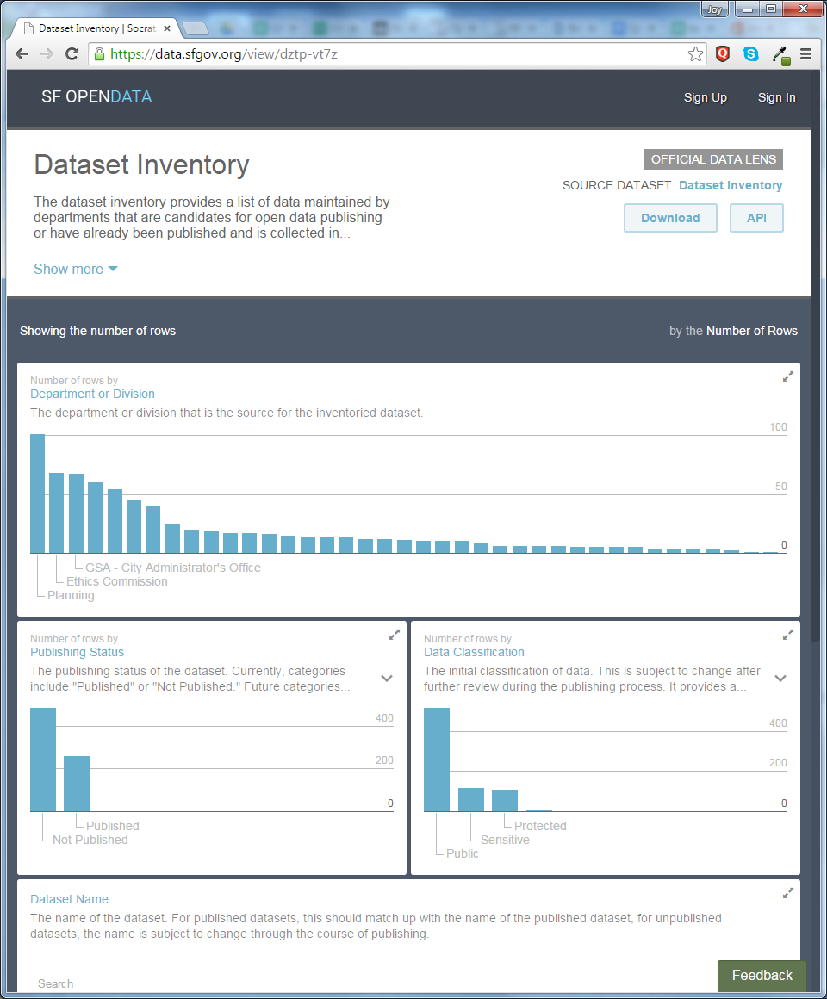 Joy
Dataset Inventory | Socrat
https://data.sfgov.org/view/dztp-vt7z
SF OPENDATA
Sign Up
Sign In
Dataset Inventory
OFFICIAL DATA LENS
SOURCE DATASET Dataset Inventory
The dataset inventory provides a list of data maintained by
departments that are candidates for open data publishing
or have already been published and is collected in...
Download
API
Show more
Showing the number of rows
by the Number of Rows
Number of rows by
Department or Division
The department or division that is the source for the inventoried dataset.
100
50
0
GSA - City Administrator's Office
Ethics Commission
Planning
Number of rows by
Publishing Status
The publishing status of the dataset. Currently, categories
include "Published" or "Not Published." Future categories...
400
200
0
Published
Not Published
Number of rows by
Data Classification
The initial classification of data. This is subject to change after
further review during the publishing process. It provides a...
400
200
0
Protected
Sensitive
Public
Dataset Name
The name of the dataset. For published datasets, this should match up with the name of the published dataset, for unpublished
datasets, the name is subject to change through the course of publishing.
Search
Feedback